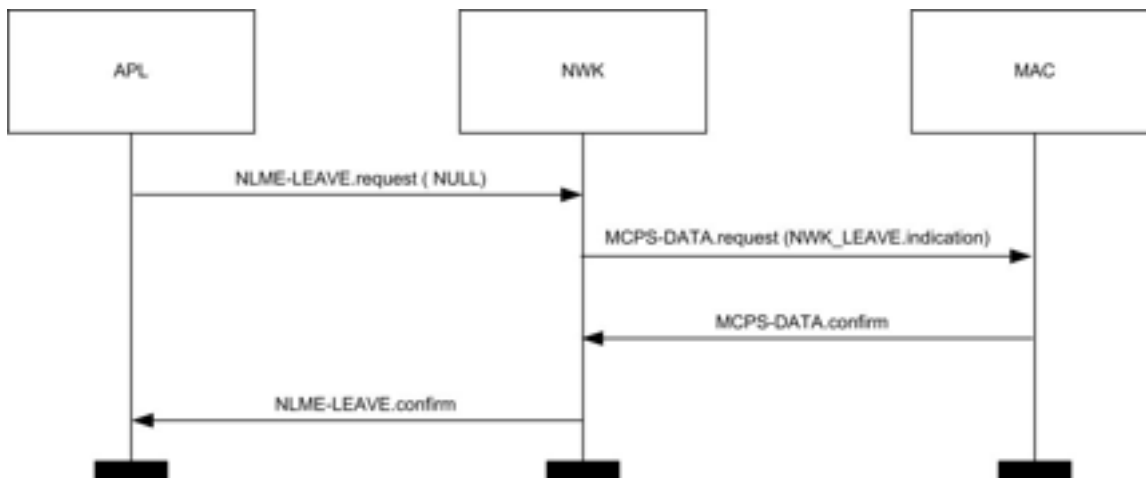 APL
NWK
MAC
NLME-LEAVE.request ( NULL)
MCPS-DATA.request (NWK_LEAVE.indication)
MCPS-DATA.confirm
NLME-LEAVE.confirm